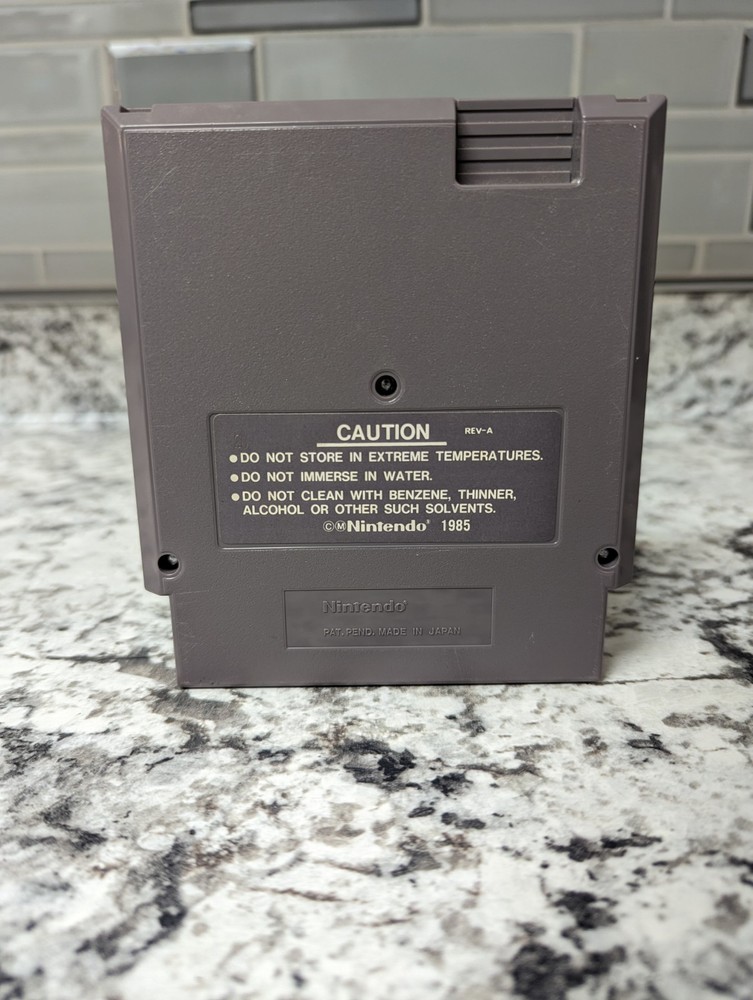 CAUTION REV-A
●DO NOT STORE IN EXTREME TEMPERATURES.
●DO NOT IMMERSE IN WATER.
●DO NOT CLEAN WITH BENZENE, THINNER,
ALCOHOL OR OTHER SUCH SOLVENTS.
©ⓂNintendo® 1985
Nintendo®
PAT. PEND. MADE IN JAPAN